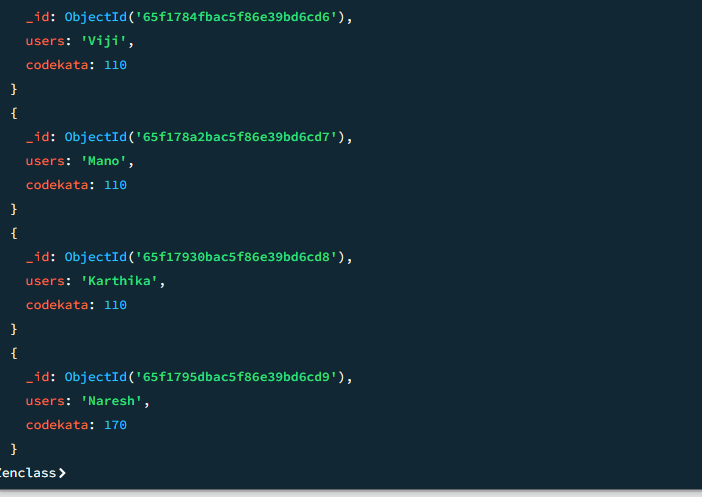 _id: ObjectId('65f1784fbac5f86e39bd6cd6'),
users: 'Viji',
codekata: 110
}
{
_id: ObjectId('65f178a2bac5f86e39bd6cd7'),
users: 'Mano',
codekata: 110
}
{
_id: ObjectId('65f17930bac5f86e39bd6cd8'),
users: 'Karthika',
codekata: 110
}
{
_id: ObjectId('65f1795dbac5f86e39bd6cd9'),
users: 'Naresh',
codekata: 170
}
Zenclass>